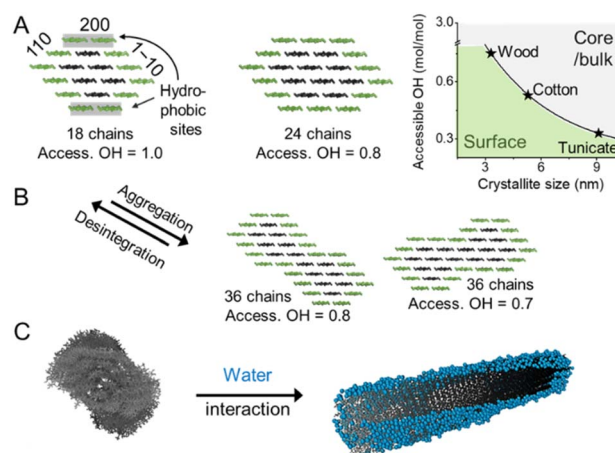 A
200
110
1~10
Hydro-
phobic
sites
18 chains
Access. OH = 1.0
24 chains
Access. OH = 0.8
Accessible OH (mol/mol)
3.0
0.6
0.3
Wood
Core
/bulk
Cotton
Surface
Tunicate
3 6 9
Crystallite size (nm)
B
Aggregation
Desintegration
36 chains
Access. OH = 0.8
36 chains
Access. OH = 0.7
C
Water
interaction